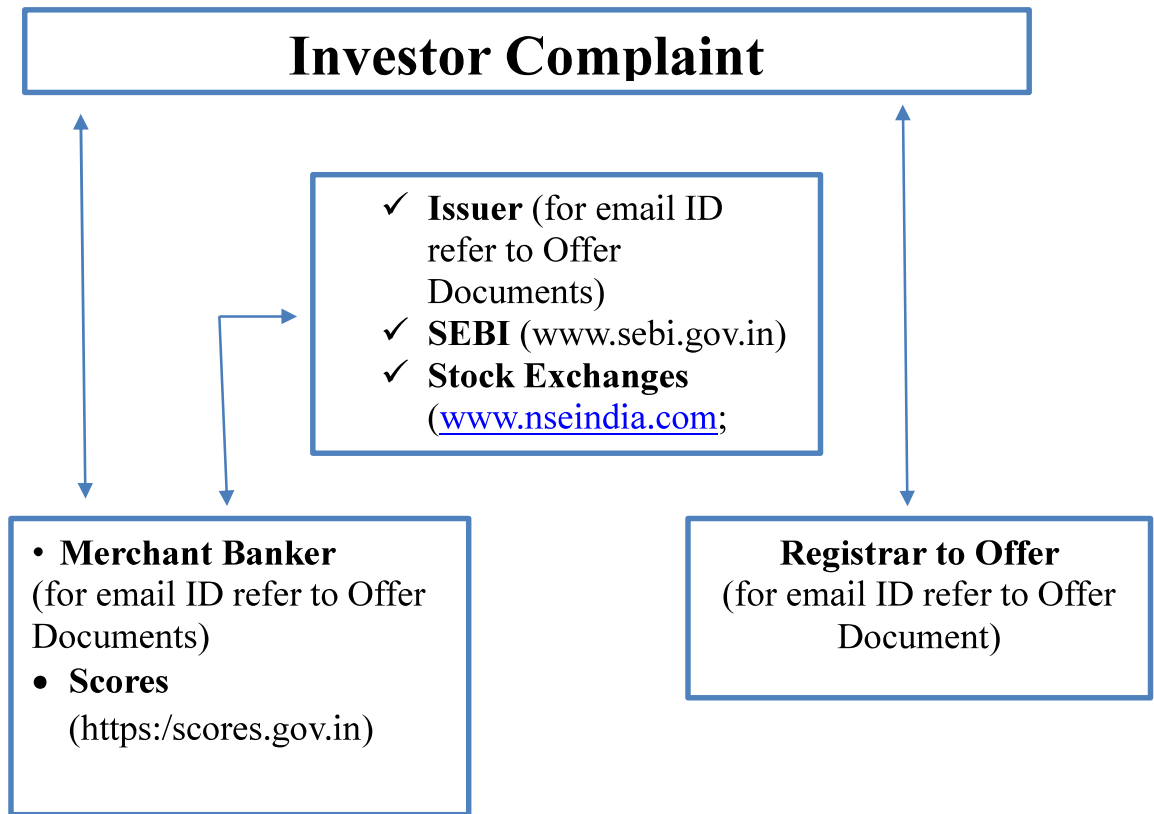 Investor Complaint
✓ Issuer (for email ID
refer to Offer
Documents)
✓ SEBI (www.sebi.gov.in)
✓ Stock Exchanges
(www.nseindia.com;
• Merchant Banker
(for email ID refer to Offer
Documents)
• Scores
(https:/scores.gov.in)
Registrar to Offer
(for email ID refer to Offer
Document)